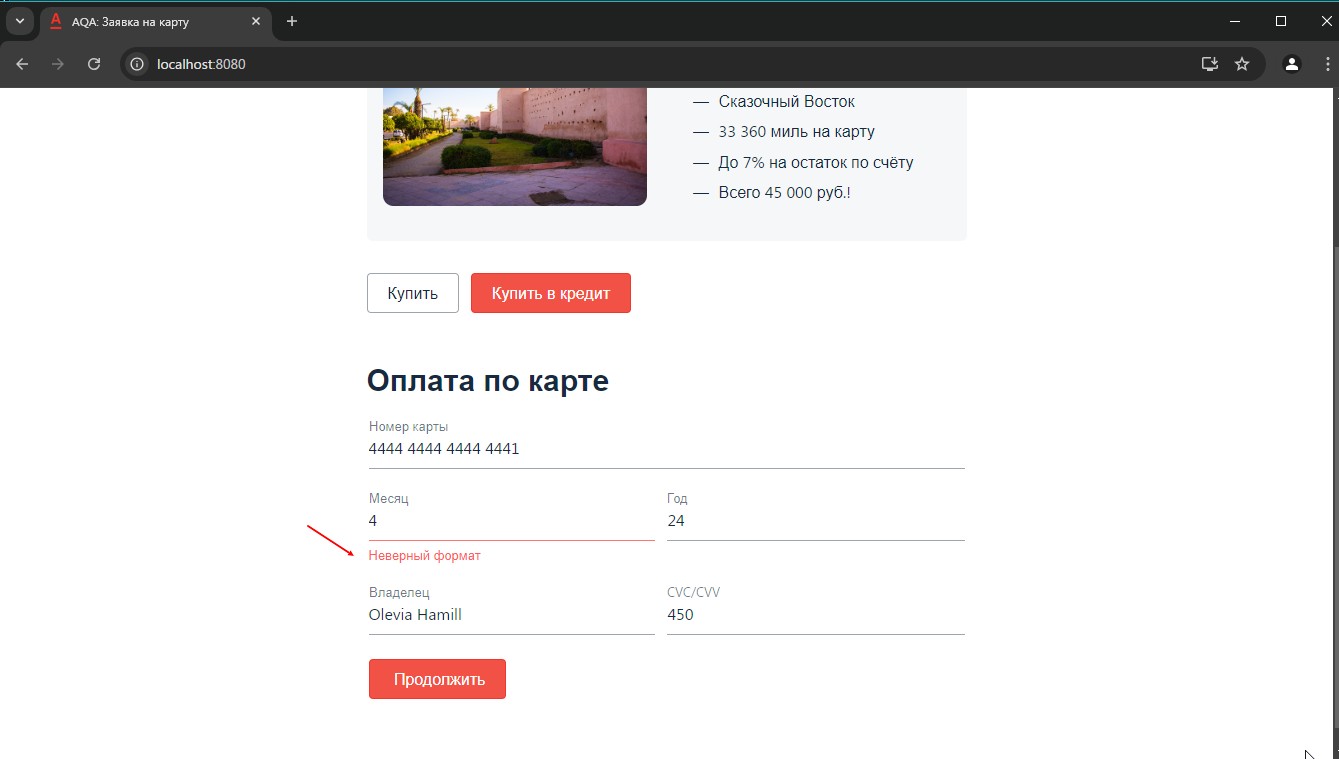 AQA: Заявка на карту
localhost:8080
— Сказочный Восток
— 33 360 миль на карту
— До 7% на остаток по счёту
— Всего 45 000 руб.!
Купить Купить в кредит
Оплата по карте
Номер карты
4444 4444 4444 4441
Месяц Год
4 24
Неверный формат
Владелец CVC/CVV
Olevia Hamill 450
Продолжить